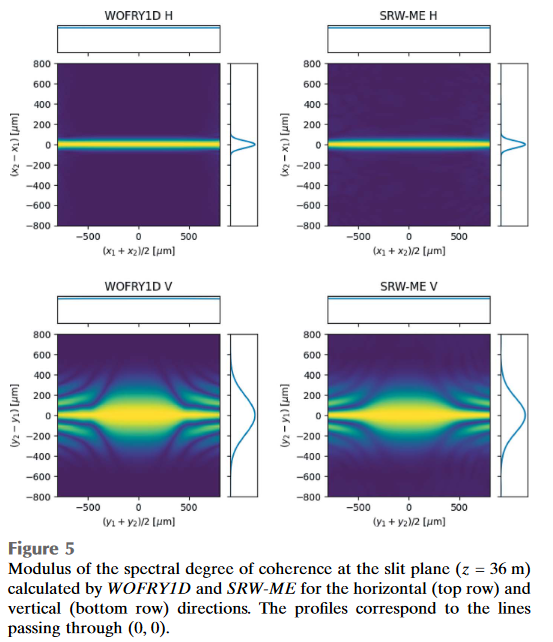 WOFRY1D H
SRW-ME H
800
600
400
200
0
−200
−400
−600
−800
(x₂ − x₁) [μm]
−500 0 500
(x₁ + x₂)/2 [μm]
800
600
400
200
0
−200
−400
−600
−800
(x₂ − x₁) [μm]
−500 0 500
(x₁ + x₂)/2 [μm]
WOFRY1D V
SRW-ME V
800
600
400
200
0
−200
−400
−600
−800
(y₂ − y₁) [μm]
−500 0 500
(y₁ + y₂)/2 [μm]
800
600
400
200
0
−200
−400
−600
−800
(y₂ − y₁) [μm]
−500 0 500
(y₁ + y₂)/2 [μm]
Figure 5
Modulus of the spectral degree of coherence at the slit plane (z = 36 m)
calculated by WOFRY1D and SRW-ME for the horizontal (top row) and
vertical (bottom row) directions. The profiles correspond to the lines
passing through (0, 0).